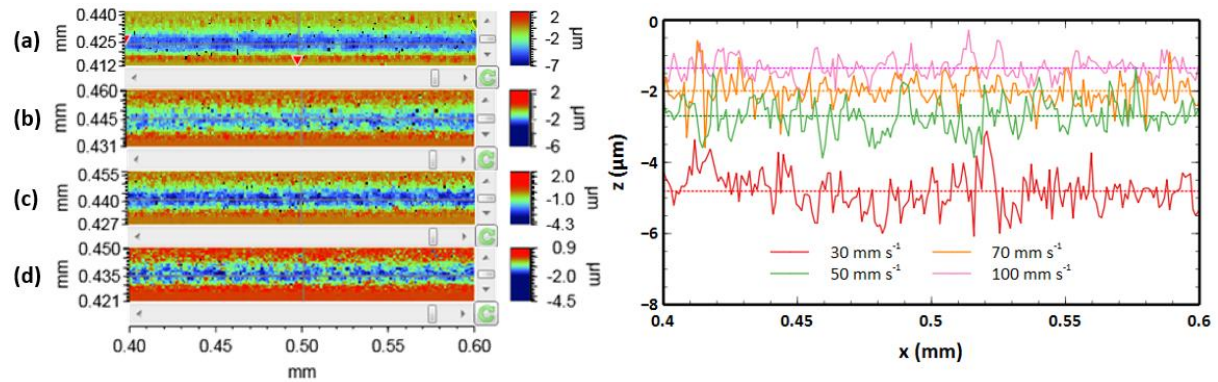 (a)
mm
0.440
0.425
0.412
2
-2
-7
µm
(b)
mm
0.460
0.445
0.431
2
-2
-6
µm
(c)
mm
0.455
0.440
0.427
2.0
-1.0
-4.3
µm
(d)
mm
0.450
0.435
0.421
0.9
-2.0
-4.5
µm
0.40 0.45 0.50 0.55 0.60
mm
z (µm)
0
−2
−4
−6
−8
30 mm s⁻¹ 70 mm s⁻¹
50 mm s⁻¹ 100 mm s⁻¹
0.4 0.45 0.5 0.55 0.6
x (mm)